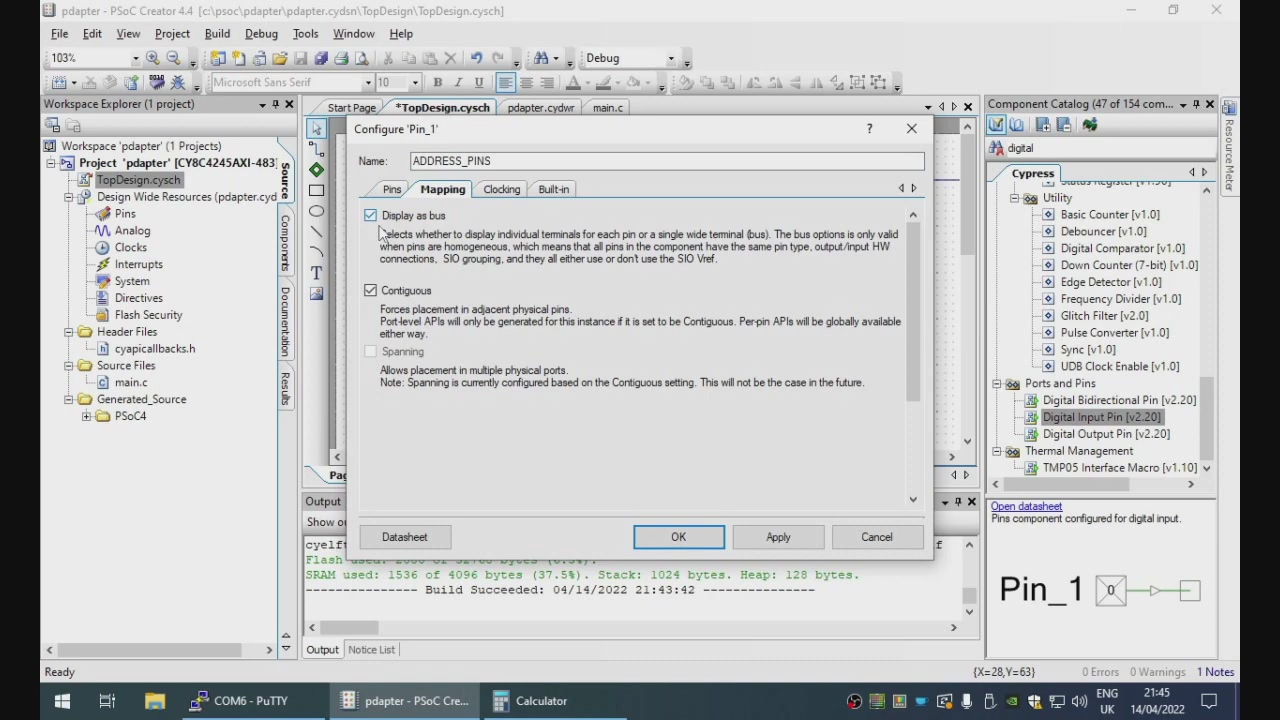 pdapter - PSoC Creator 4.4 [c:\psoc\pdapter\pdapter.cydsn\TopDesign\TopDesign.cysch]
File Edit View Project Build Debug Tools Window Help
103% Debug
Microsoft Sans Serif 10 B I U A
Workspace Explorer (1 project)
Workspace 'pdapter' (1 Projects)
Project 'pdapter' [CY8C4245AXI-483]
TopDesign.cysch
Design Wide Resources (pdapter.cyd
Pins
Analog
Clocks
Interrupts
System
Directives
Flash Security
Header Files
cyapicallbacks.h
Source Files
main.c
Generated_Source
PSoC4
Source
Components
Documentation
Results
Start Page *TopDesign.cysch pdapter.cydwr main.c
T
Pag
Configure 'Pin_1'
? 
Name: ADDRESS_PINS
Pins Mapping Clocking Built-in
Display as bus
Selects whether to display individual terminals for each pin or a single wide terminal (bus). The bus options is only valid
when pins are homogeneous, which means that all pins in the component have the same pin type, output/input HW
connections, SIO grouping, and they all either use or don't use the SIO Vref.
Contiguous
Forces placement in adjacent physical pins.
Port-level APIs will only be generated for this instance if it is set to be Contiguous. Per-pin APIs will be globally available
either way.
Spanning
Allows placement in multiple physical ports.
Note: Spanning is currently configured based on the Contiguous setting. This will not be the case in the future.
Datasheet OK Apply Cancel
Output
Show ou
cyelft
f
SRAM used: 1536 of 4096 bytes (37.5%). Stack: 1024 bytes. Heap: 128 bytes.
--------------- Build Succeeded: 04/14/2022 21:43:42 ---------------
Output Notice List
Component Catalog (47 of 154 com...
digital
Cypress
Utility
Basic Counter [v1.0]
Debouncer [v1.0]
Digital Comparator [v1.0]
Down Counter (7-bit) [v1.0]
Edge Detector [v1.0]
Frequency Divider [v1.0]
Glitch Filter [v2.0]
Pulse Converter [v1.0]
Sync [v1.0]
UDB Clock Enable [v1.0]
Ports and Pins
Digital Bidirectional Pin [v2.20]
Digital Input Pin [v2.20]
Digital Output Pin [v2.20]
Thermal Management
TMP05 Interface Macro [v1.10]
Open datasheet
Pins component configured for digital input.
Pin_1 0
Resource Meter
Ready {X=28,Y=63} 0 Errors 0 Warnings 1 Notes
COM6 - PuTTY pdapter - PSoC Cre... Calculator
ENG
UK
21:45
14/04/2022